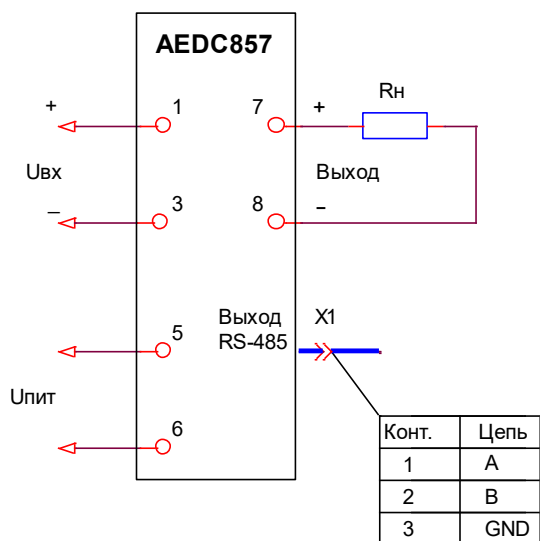 AEDC857
+ 1 7 + Rн
Uвх Выход
_ 3 8 –
5 Выход X1
RS-485
Uпит
6
Конт. Цепь
1 A
2 B
3 GND